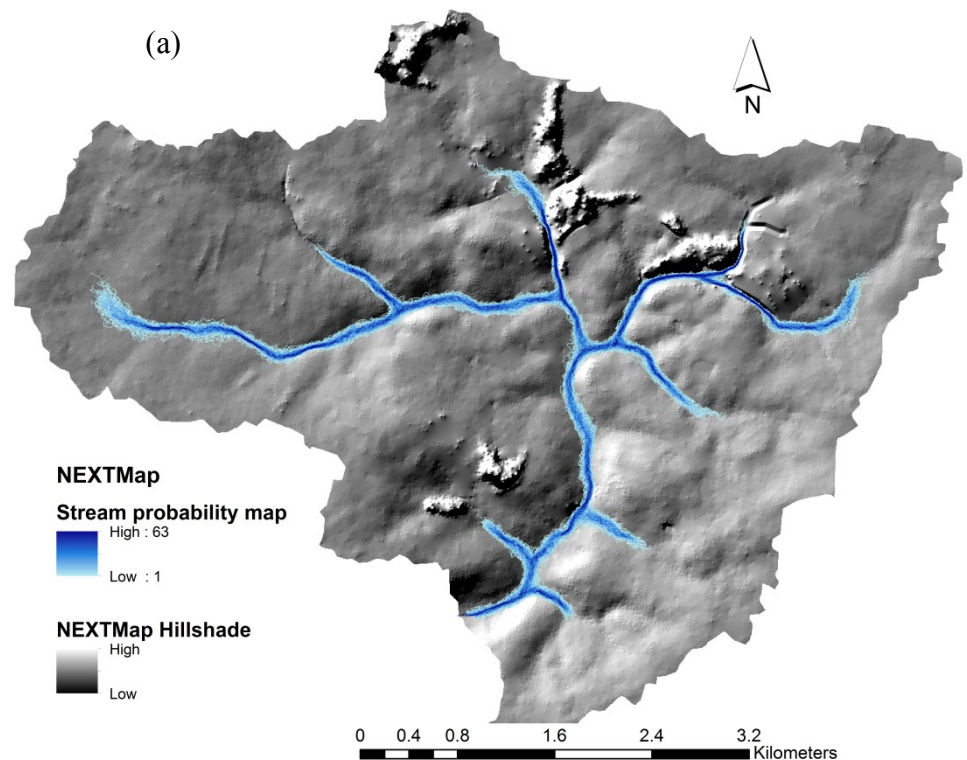 (a)
N
NEXTMap
Stream probability map
High : 63
Low : 1
NEXTMap Hillshade
High
Low
0 0.4 0.8 1.6 2.4 3.2
Kilometers